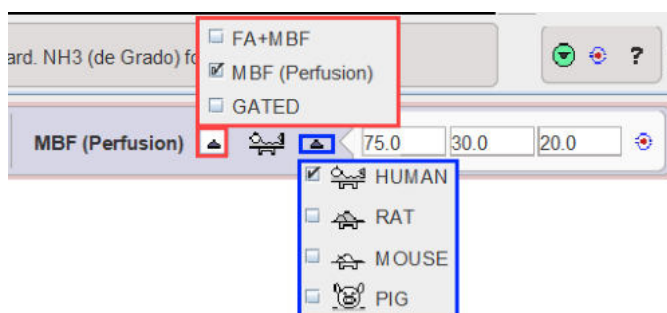 FA+MBF
ard. NH3 (de Grado) fo
MBF (Perfusion)
?
GATED
MBF (Perfusion) 75.0 30.0 20.0
HUMAN
RAT
MOUSE
PIG